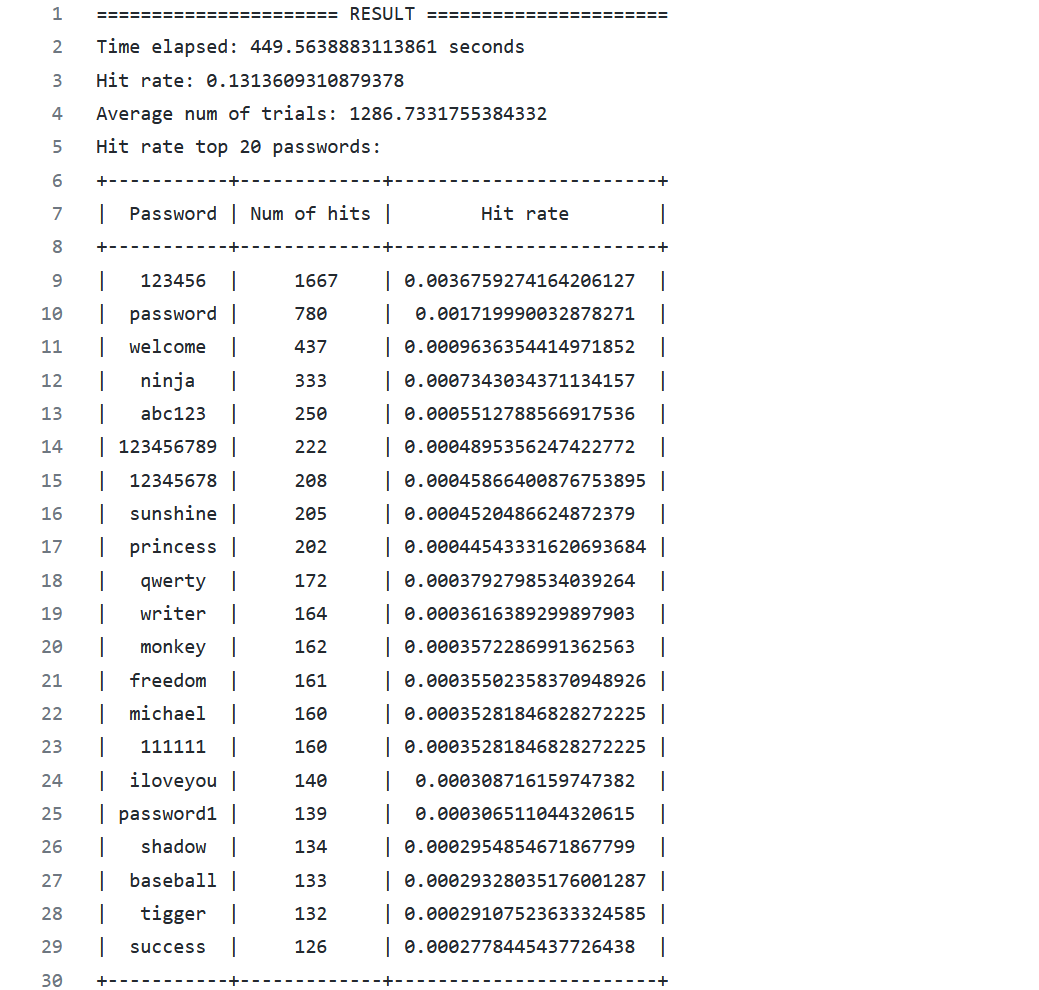 1 ====================== RESULT ======================
2 Time elapsed: 449.5638883113861 seconds
3 Hit rate: 0.1313609310879378
4 Average num of trials: 1286.7331755384332
5 Hit rate top 20 passwords:
6 +-----------+-------------+------------------------+
7 |  Password | Num of hits |        Hit rate        |
8 +-----------+-------------+------------------------+
9 |   123456  |     1667    | 0.0036759274164206127  |
10 |  password |     780     |  0.001719990032878271  |
11 |  welcome  |     437     | 0.0009636354414971852  |
12 |   ninja   |     333     | 0.0007343034371134157  |
13 |   abc123  |     250     | 0.0005512788566917536  |
14 | 123456789 |     222     | 0.0004895356247422772  |
15 |  12345678 |     208     | 0.00045866400876753895 |
16 |  sunshine |     205     | 0.0004520486624872379  |
17 |  princess |     202     | 0.00044543331620693684 |
18 |   qwerty  |     172     | 0.0003792798534039264  |
19 |   writer  |     164     | 0.0003616389299897903  |
20 |   monkey  |     162     | 0.0003572286991362563  |
21 |  freedom  |     161     | 0.00035502358370948926 |
22 |  michael  |     160     | 0.00035281846828272225 |
23 |   111111  |     160     | 0.00035281846828272225 |
24 |  iloveyou |     140     |  0.000308716159747382  |
25 | password1 |     139     |  0.000306511044320615  |
26 |   shadow  |     134     | 0.0002954854671867799  |
27 |  baseball |     133     | 0.00029328035176001287 |
28 |   tigger  |     132     | 0.00029107523633324585 |
29 |  success  |     126     | 0.0002778445437726438  |
30 +-----------+-------------+------------------------+